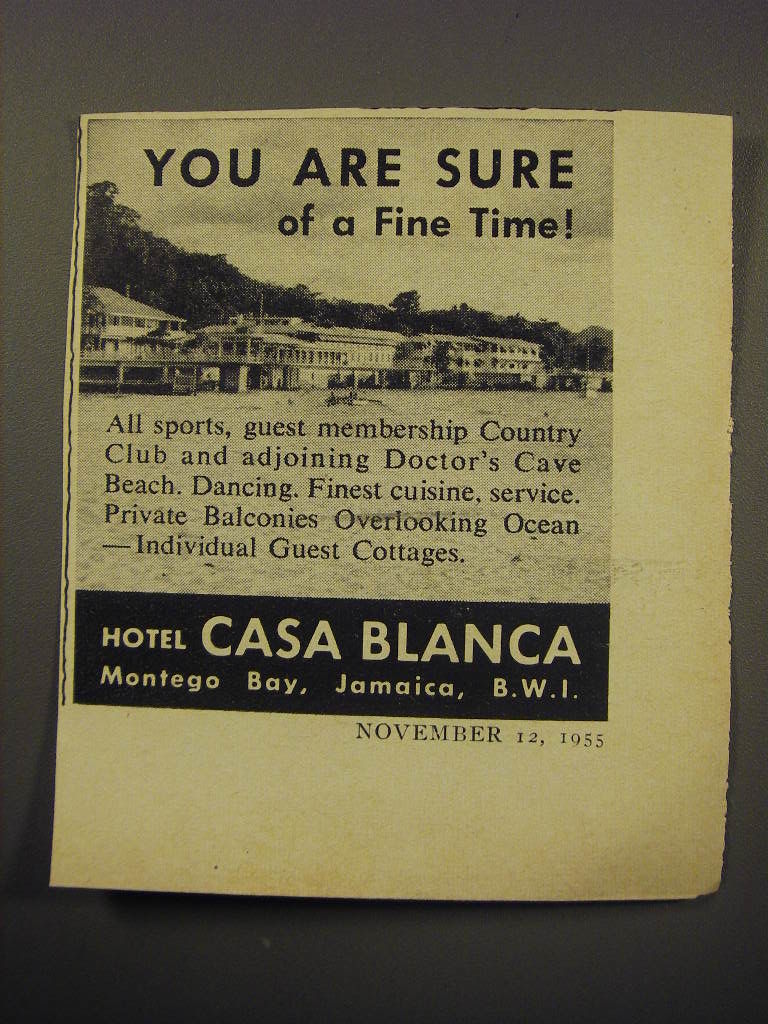 YOU ARE SURE
of a Fine Time!
All sports, guest membership Country
Club and adjoining Doctor's Cave
Beach. Dancing. Finest cuisine, service.
Private Balconies Overlooking Ocean
—Individual Guest Cottages.
HOTEL CASA BLANCA
Montego Bay, Jamaica, B.W.I.
NOVEMBER 12, 1955